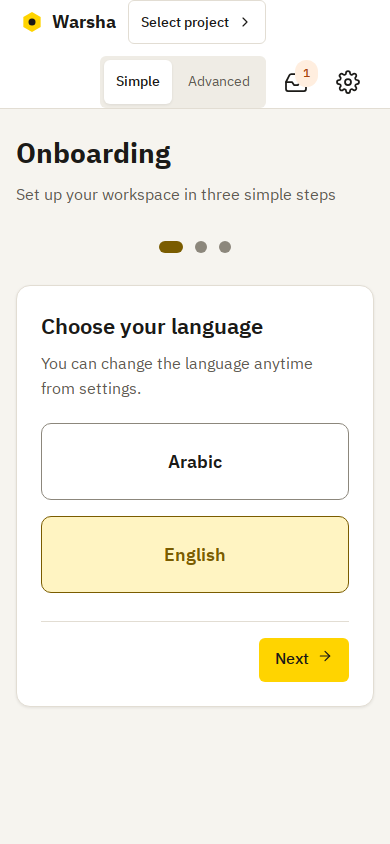 Warsha
Select project
Simple
Advanced
1
Onboarding
Set up your workspace in three simple steps
Choose your language
You can change the language anytime
from settings.
Arabic
English
Next